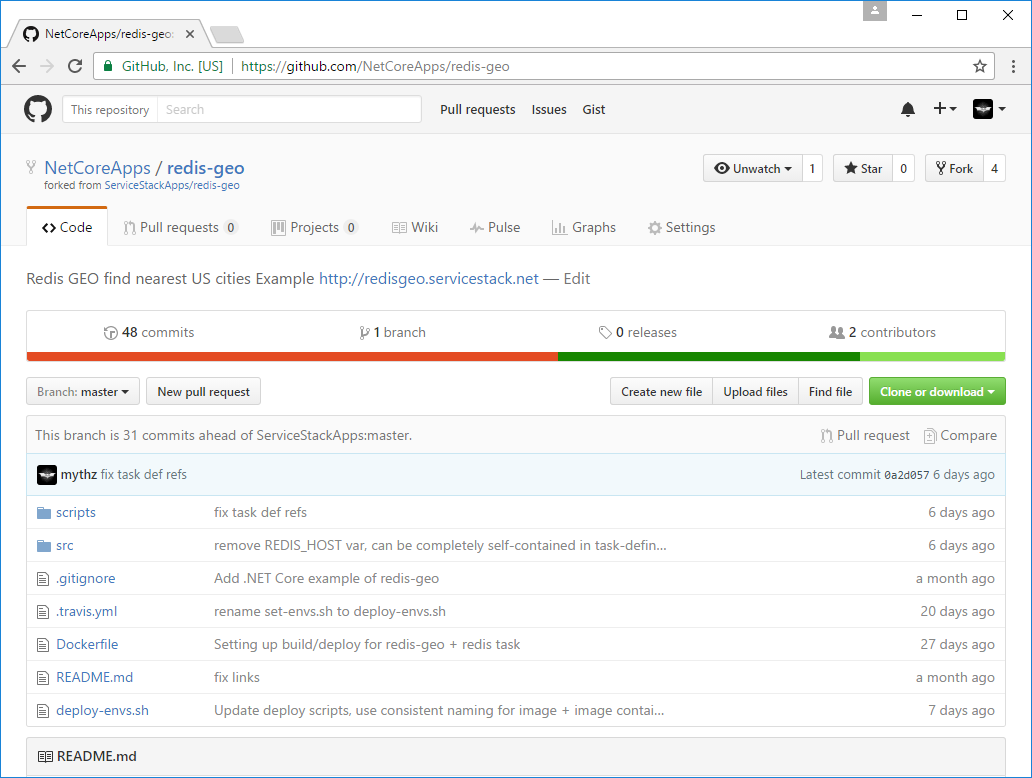 NetCoreApps/redis-geo:
GitHub, Inc. [US] https://github.com/NetCoreApps/redis-geo
This repository Search Pull requests Issues Gist
NetCoreApps / redis-geo Unwatch 1 Star 0 Fork 4
forked from ServiceStackApps/redis-geo
Code Pull requests 0 Projects 0 Wiki Pulse Graphs Settings
Redis GEO find nearest US cities Example http://redisgeo.servicestack.net — Edit
48 commits 1 branch 0 releases 2 contributors
Branch: master New pull request Create new file Upload files Find file Clone or download
This branch is 31 commits ahead of ServiceStackApps:master. Pull request Compare
mythz fix task def refs Latest commit 0a2d057 6 days ago
scripts fix task def refs 6 days ago
src remove REDIS_HOST var, can be completely self-contained in task-defin... 6 days ago
.gitignore Add .NET Core example of redis-geo a month ago
.travis.yml rename set-envs.sh to deploy-envs.sh 20 days ago
Dockerfile Setting up build/deploy for redis-geo + redis task 27 days ago
README.md fix links a month ago
deploy-envs.sh Update deploy scripts, use consistent naming for image + image contai... 7 days ago
README.md